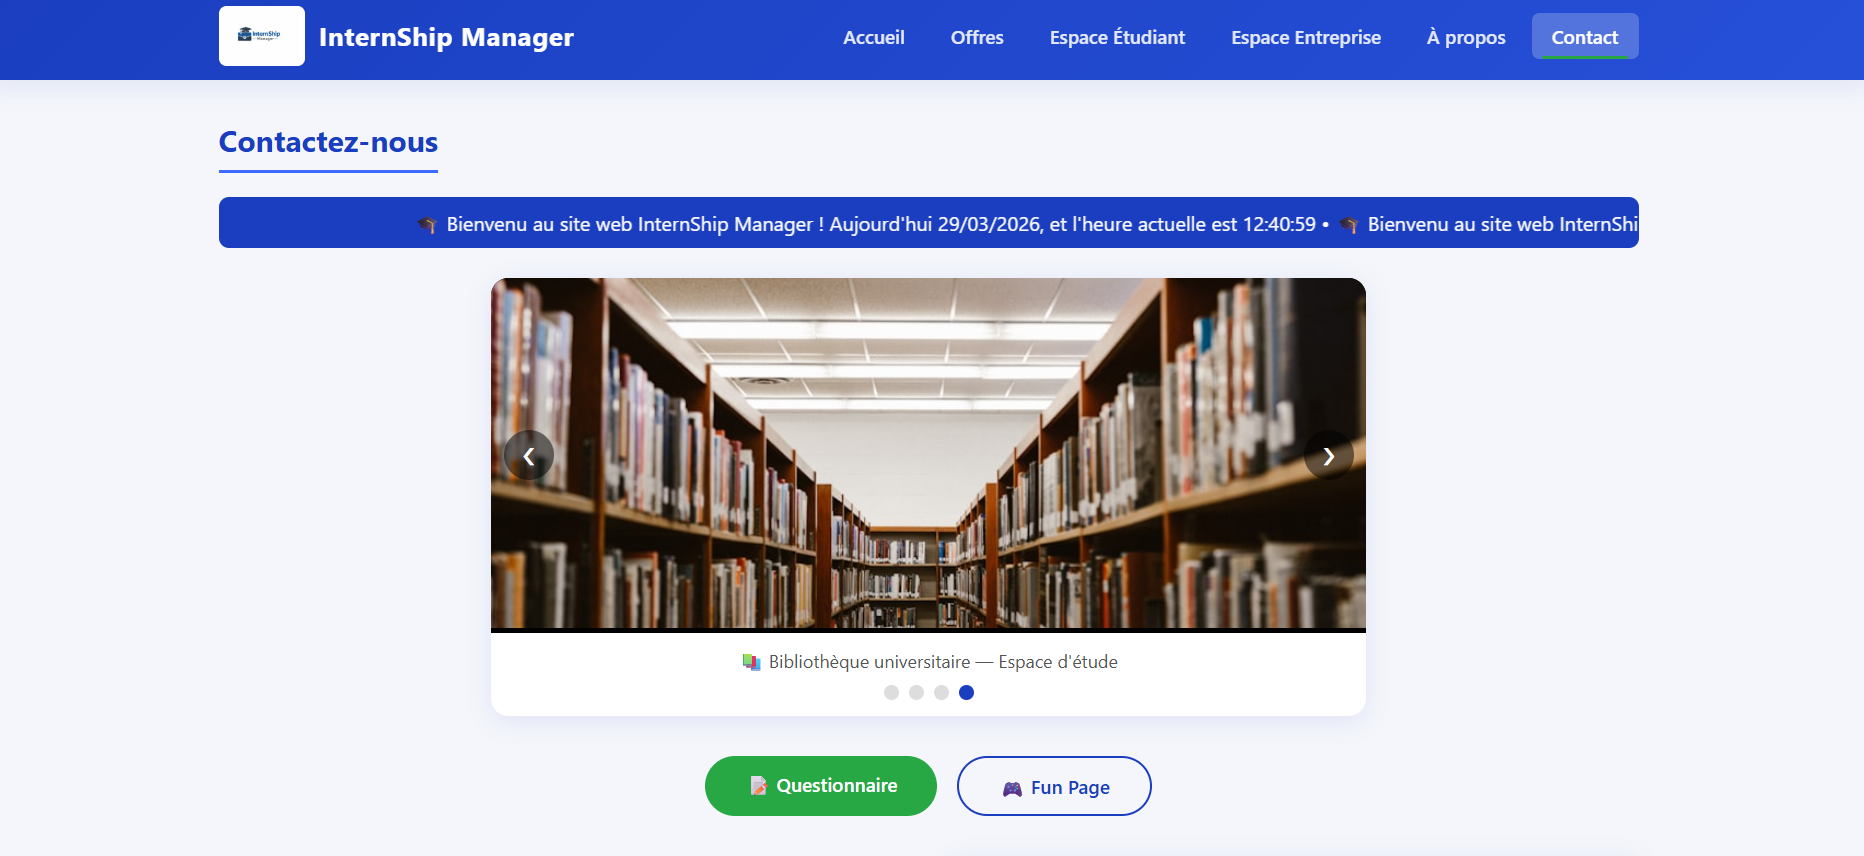 InternShip
Manager
InternShip Manager
Accueil
Offres
Espace Étudiant
Espace Entreprise
À propos
Contact
Contactez-nous
🎓 Bienvenu au site web InternShip Manager ! Aujourd'hui 29/03/2026, et l'heure actuelle est 12:40:59 • 🎓 Bienvenu au site web InternShi
❮
❯
📚 Bibliothèque universitaire — Espace d'étude
📝 Questionnaire
🎮 Fun Page